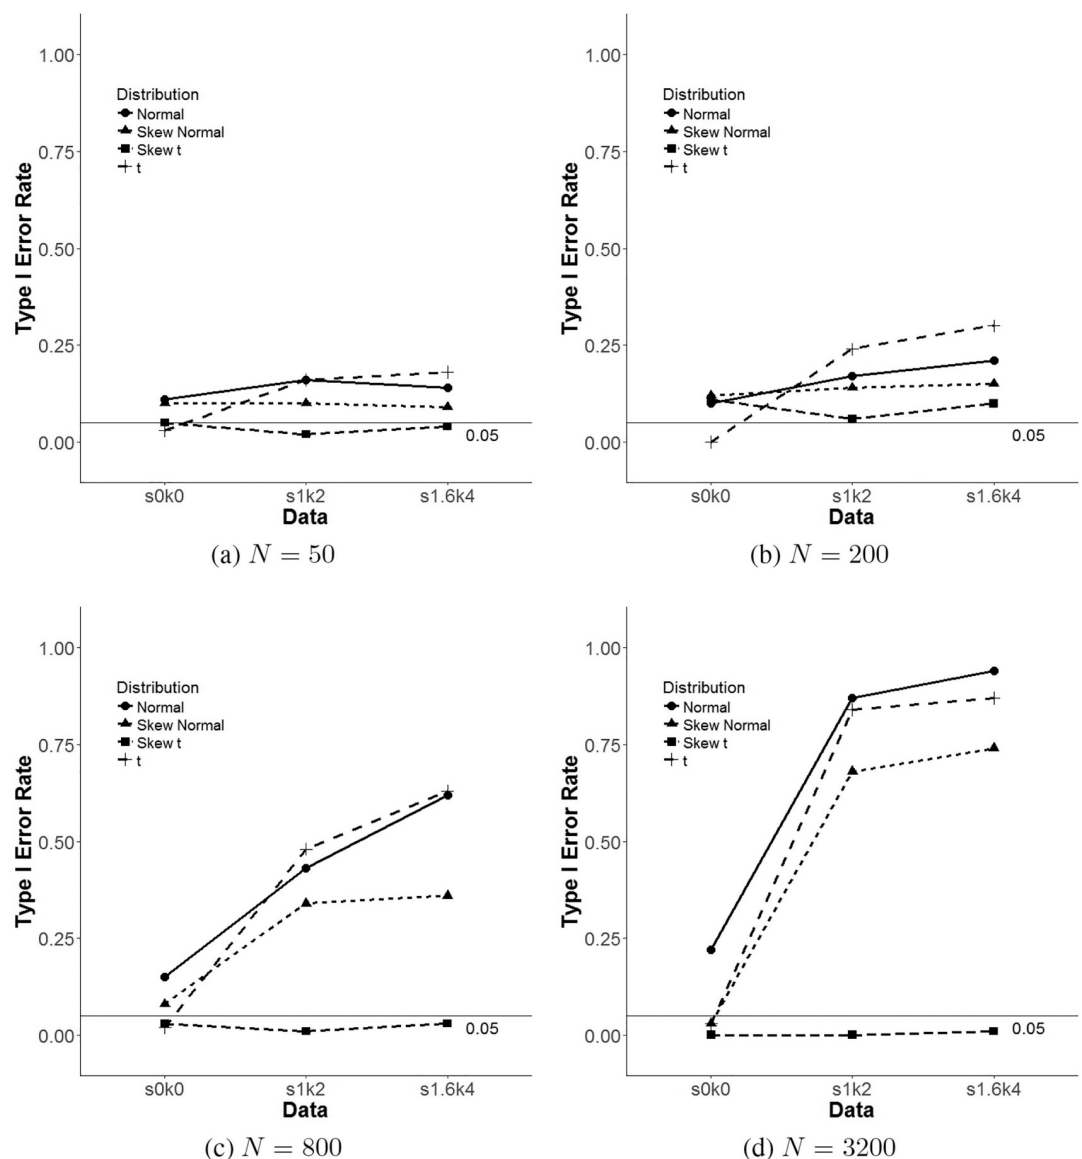 1.00
Distribution
Normal
Skew Normal
Skew t
t
0.75
0.50
0.25
0.00
Type I Error Rate
0.05
s0k0 s1k2 s1.6k4
Data
(a) N = 50
1.00
Distribution
Normal
Skew Normal
Skew t
t
0.75
0.50
0.25
0.00
Type I Error Rate
0.05
s0k0 s1k2 s1.6k4
Data
(b) N = 200
1.00
Distribution
Normal
Skew Normal
Skew t
t
0.75
0.50
0.25
0.00
Type I Error Rate
0.05
s0k0 s1k2 s1.6k4
Data
(c) N = 800
1.00
Distribution
Normal
Skew Normal
Skew t
t
0.75
0.50
0.25
0.00
Type I Error Rate
0.05
s0k0 s1k2 s1.6k4
Data
(d) N = 3200